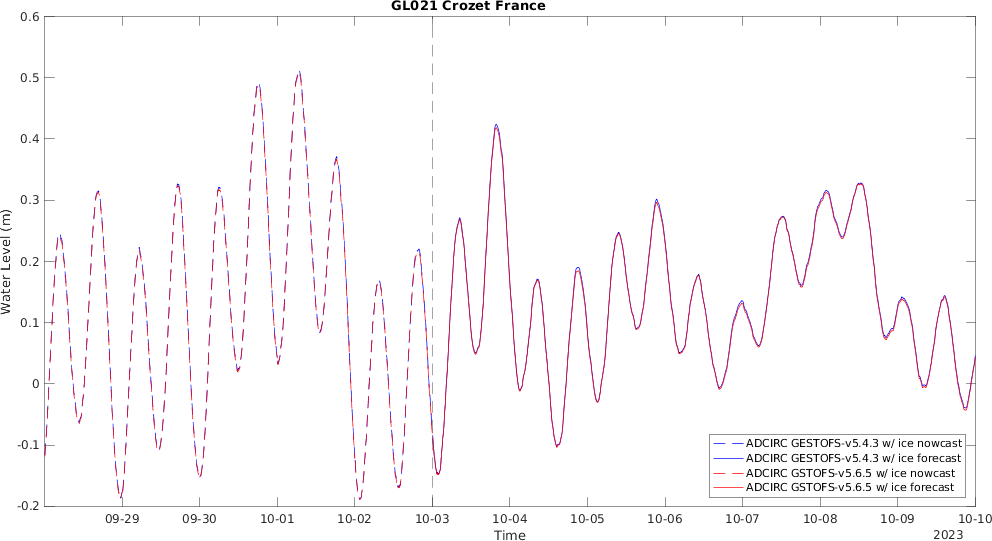 GL021 Crozet France
0.6
0.5
0.4
0.3
0.2
0.1
0
-0.1
-0.2
Water Level (m)
ADCIRC GESTOFS-v5.4.3 w/ ice nowcast
ADCIRC GESTOFS-v5.4.3 w/ ice forecast
ADCIRC GSTOFS-v5.6.5 w/ ice nowcast
ADCIRC GSTOFS-v5.6.5 w/ ice forecast
09-29 09-30 10-01 10-02 10-03 10-04 10-05 10-06 10-07 10-08 10-09 10-10
Time
2023